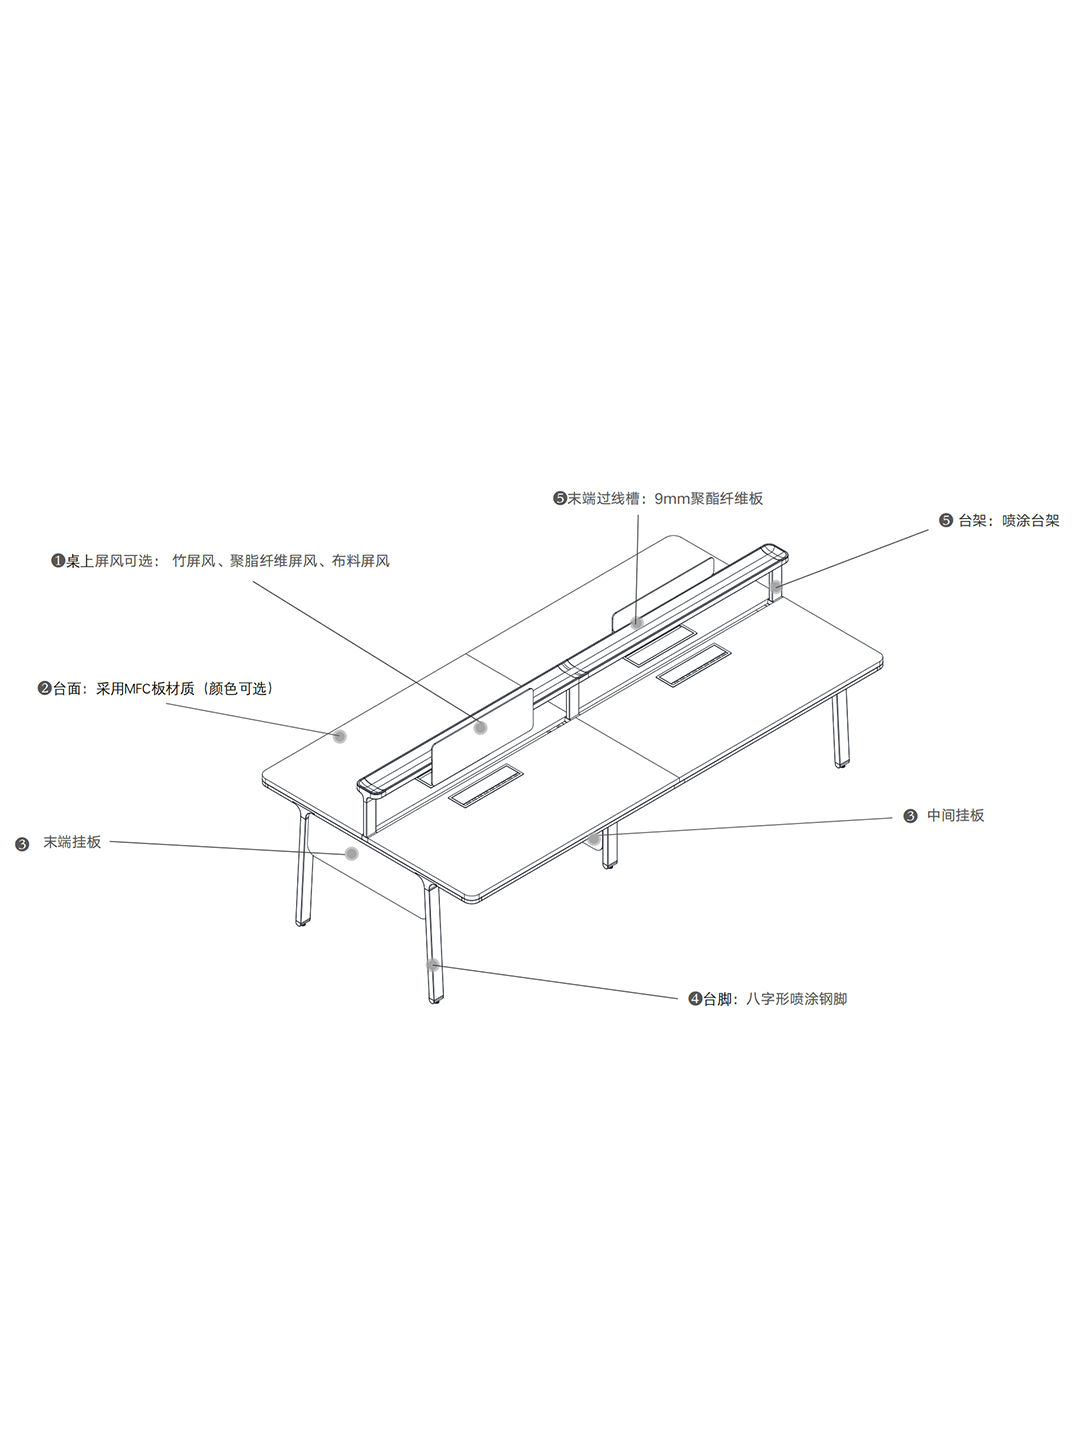 ❺末端过线槽：9mm聚酯纤维板
❺ 台架：喷涂台架
❶桌上屏风可选： 竹屏风、聚脂纤维屏风、布料屏风
❷台面：采用MFC板材质（颜色可选）
❸ 中间挂板
❸ 末端挂板
❹台脚：八字形喷涂钢脚